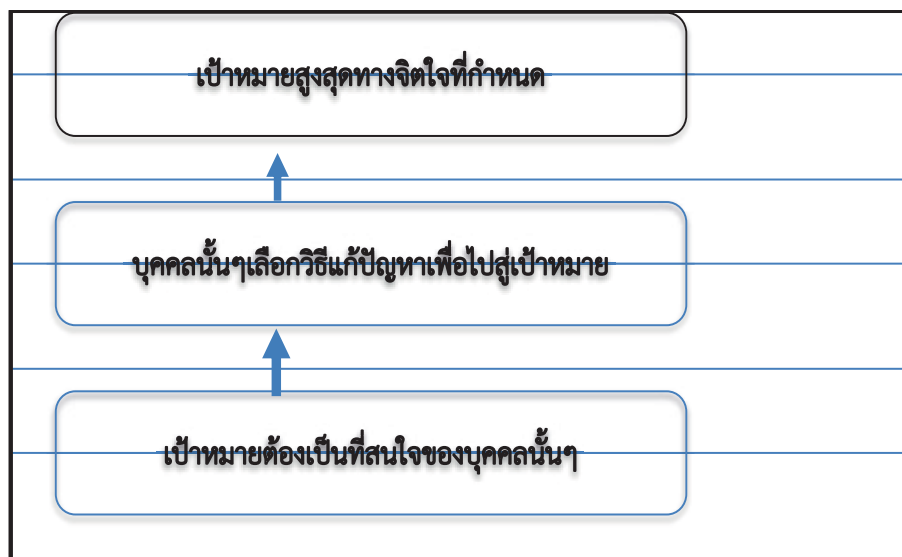 เป้าหมายสูงสุดทางจิตใจที่กำหนด
บุคคลนั้นๆเลือกวิธีแก้ปัญหาเพื่อไปสู่เป้าหมาย
เป้าหมายต้องเป็นที่สนใจของบุคคลนั้นๆ